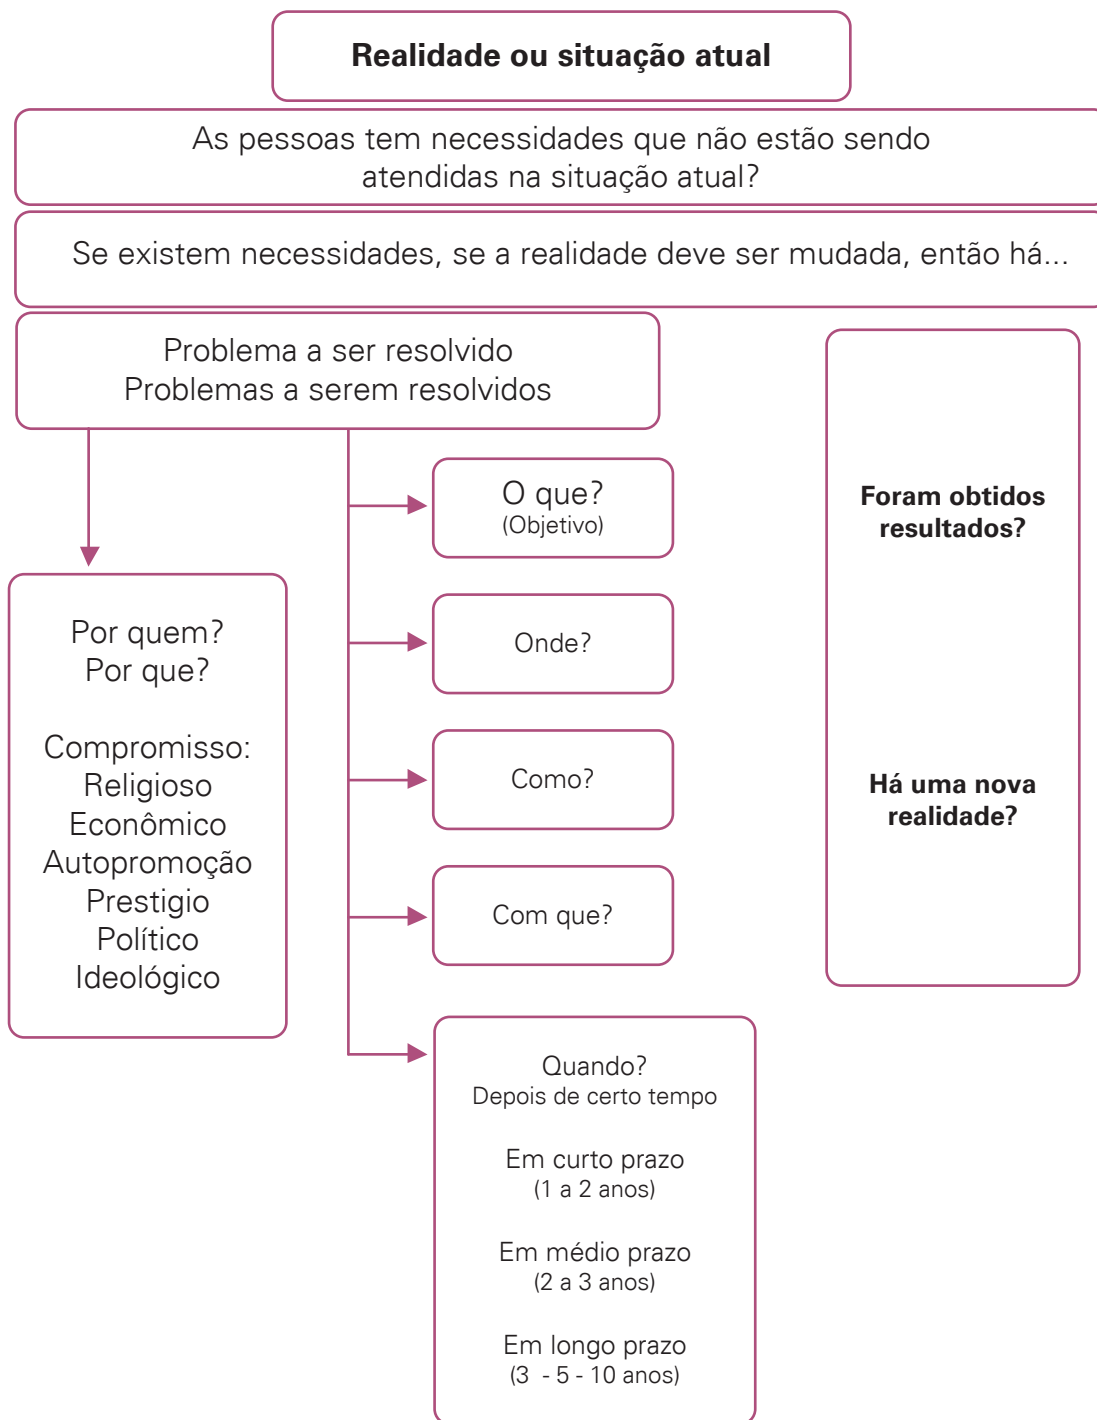 Realidade ou situação atual
As pessoas tem necessidades que não estão sendo
atendidas na situação atual?
Se existem necessidades, se a realidade deve ser mudada, então há...
Problema a ser resolvido
Problemas a serem resolvidos
Por quem?
Por que?
Compromisso:
Religioso
Econômico
Autopromoção
Prestigio
Político
Ideológico
O que?
(Objetivo)
Onde?
Como?
Com que?
Quando?
Depois de certo tempo
Em curto prazo
(1 a 2 anos)
Em médio prazo
(2 a 3 anos)
Em longo prazo
(3 - 5 - 10 anos)
Foram obtidos
resultados?
Há uma nova
realidade?